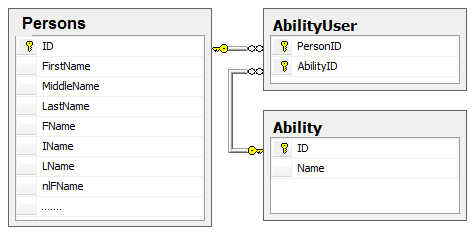 Persons
ID
FirstName
MiddleName
LastName
FName
IName
LName
nlFName
.......
AbilityUser
PersonID
AbilityID
Ability
ID
Name